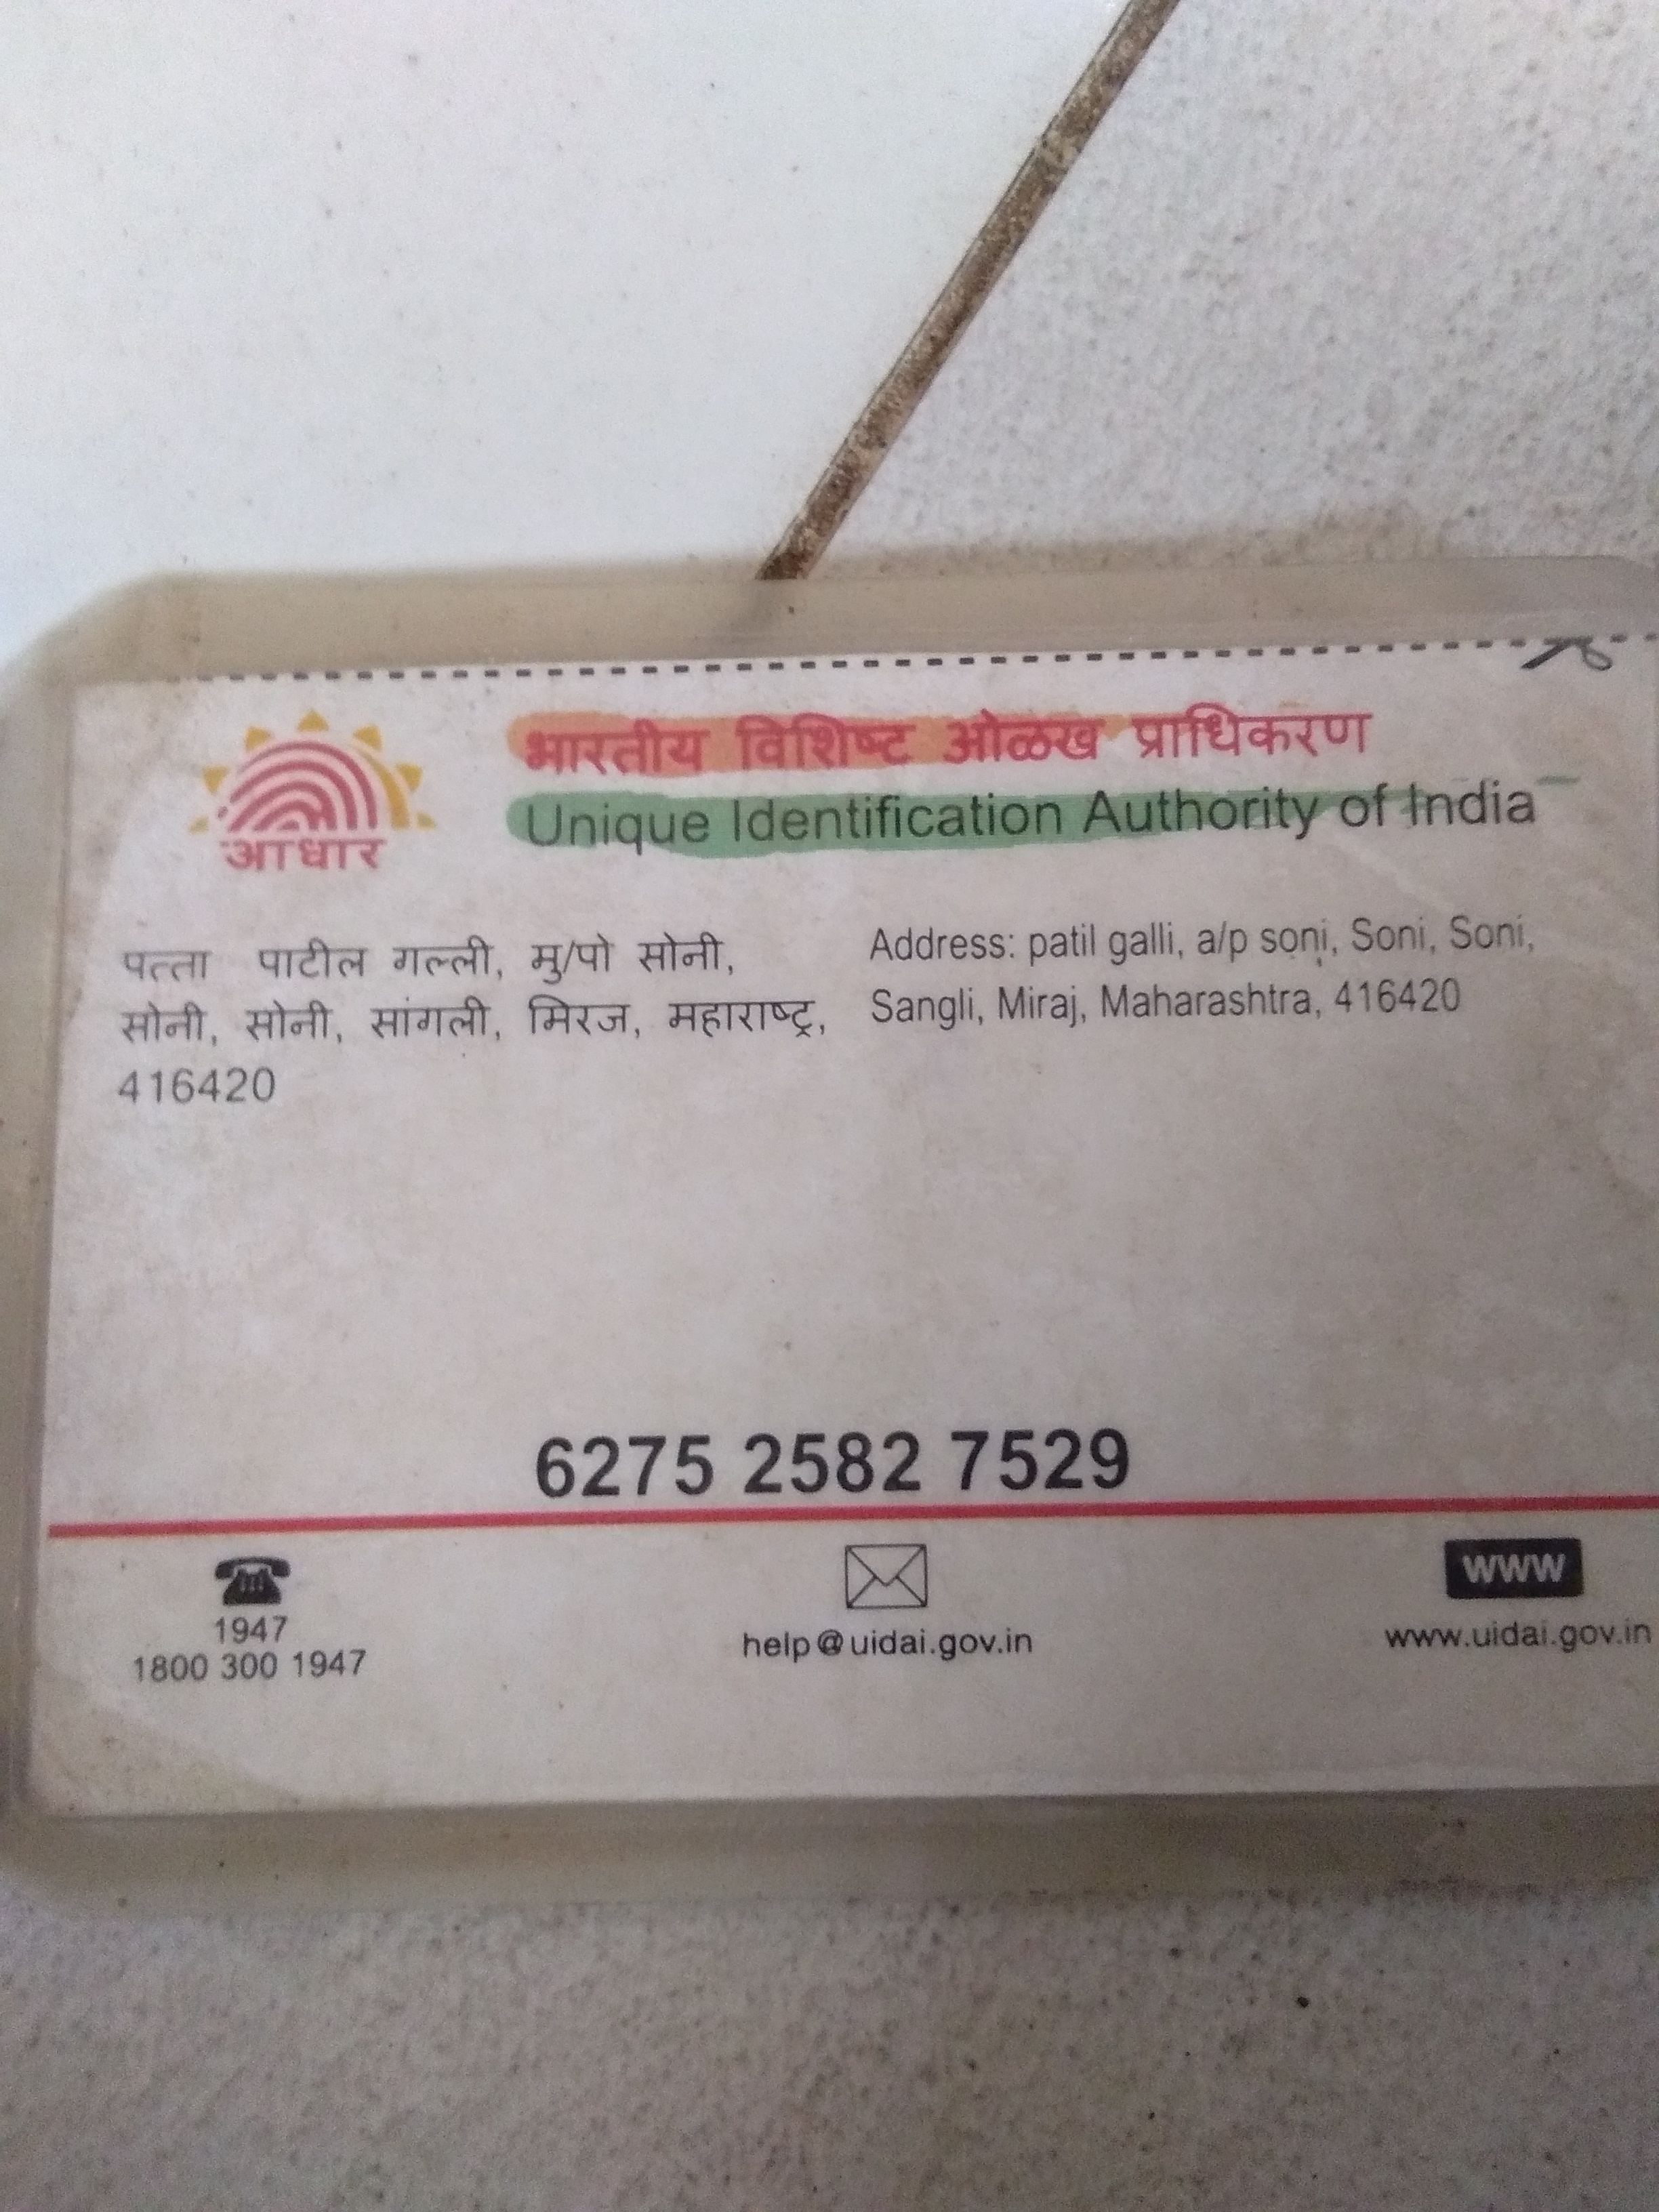 आधार
भारतीय विशिष्ट ओळख प्राधिकरण
Unique Identification Authority of India
पत्ता पाटील गल्ली, मु/पो सोनी,
सोनी, सोनी, सांगली, मिरज, महाराष्ट्र,
416420
Address: patil galli, a/p soni, Soni, Soni,
Sangli, Miraj, Maharashtra, 416420
6275 2582 7529
1947
1800 300 1947
help@uidai.gov.in
WWW
www.uidai.gov.in